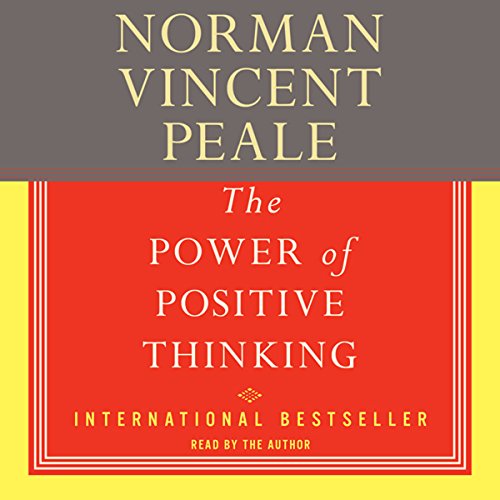 NORMAN
VINCENT
PEALE
The
POWER of
POSITIVE
THINKING
INTERNATIONAL BESTSELLER
READ BY THE AUTHOR